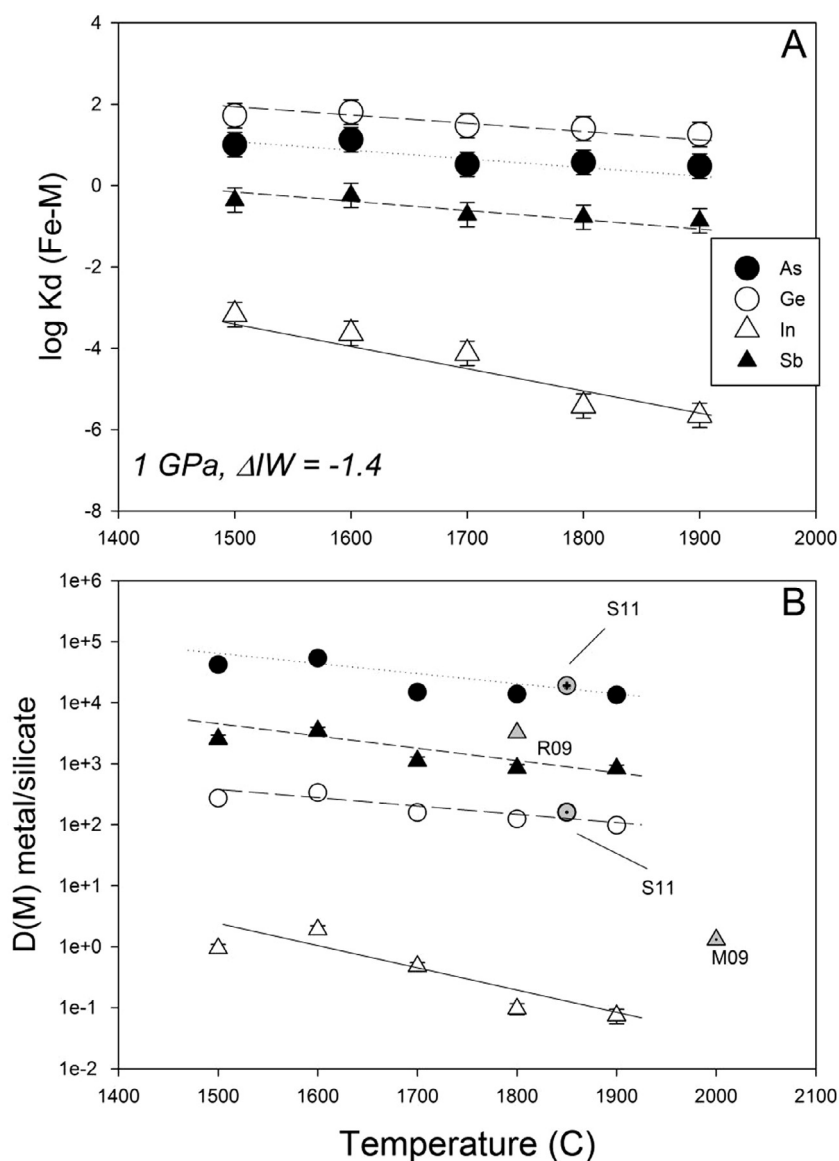 A
4
2
0
-2
-4
-6
-8
log Kd (Fe-M)
As
Ge
In
Sb
1 GPa, ΔIW = -1.4
1400 1500 1600 1700 1800 1900 2000
B
1e+6
1e+5
1e+4
1e+3
1e+2
1e+1
1e+0
1e-1
1e-2
D(M) metal/silicate
S11
R09
S11
M09
1400 1500 1600 1700 1800 1900 2000 2100
Temperature (C)